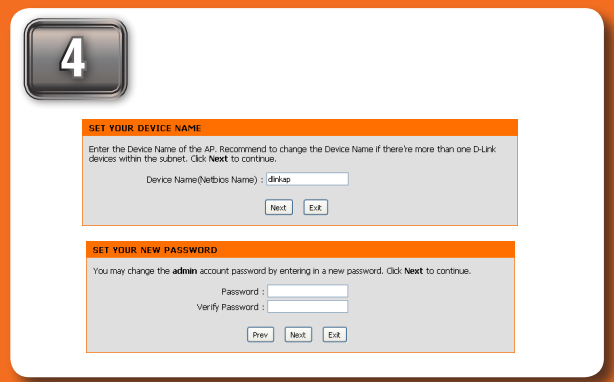 4
SET YOUR DEVICE NAME
Enter the Device Name of the AP. Recommend to change the Device Name if there're more than one D-Link
devices within the subnet. Click Next to continue.
Device Name(Netbios Name) : dlinkap
Next Exit
SET YOUR NEW PASSWORD
You may change the admin account password by entering in a new password. Click Next to continue.
Password :
Verify Password :
Prev Next Exit